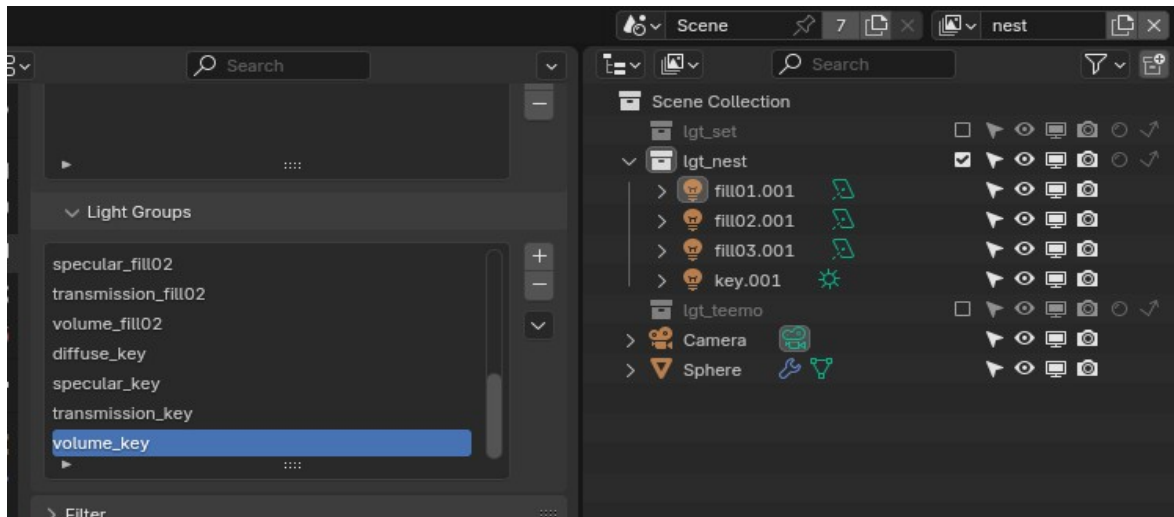 Scene 7 nest
Search
Search
Scene Collection
lgt_set
lgt_nest
fill01.001
fill02.001
fill03.001
key.001
lgt_teemo
Camera
Sphere
Light Groups
specular_fill02
transmission_fill02
volume_fill02
diffuse_key
specular_key
transmission_key
volume_key
Filter